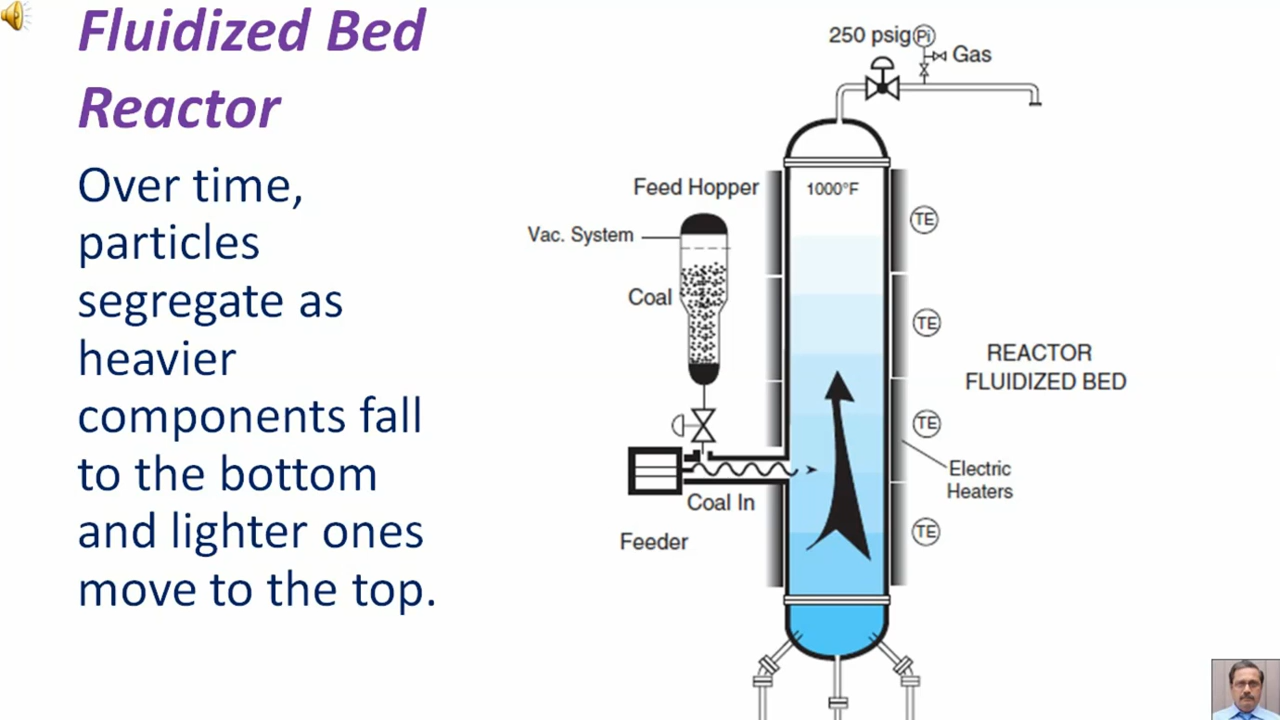 Fluidized Bed
Reactor
Over time,
particles
segregate as
heavier
components fall
to the bottom
and lighter ones
move to the top.
250 psig Pi
Gas
Feed Hopper
1000°F
Vac. System
TE
Coal
TE
REACTOR
FLUIDIZED BED
TE
Electric
Heaters
Coal In
Feeder
TE